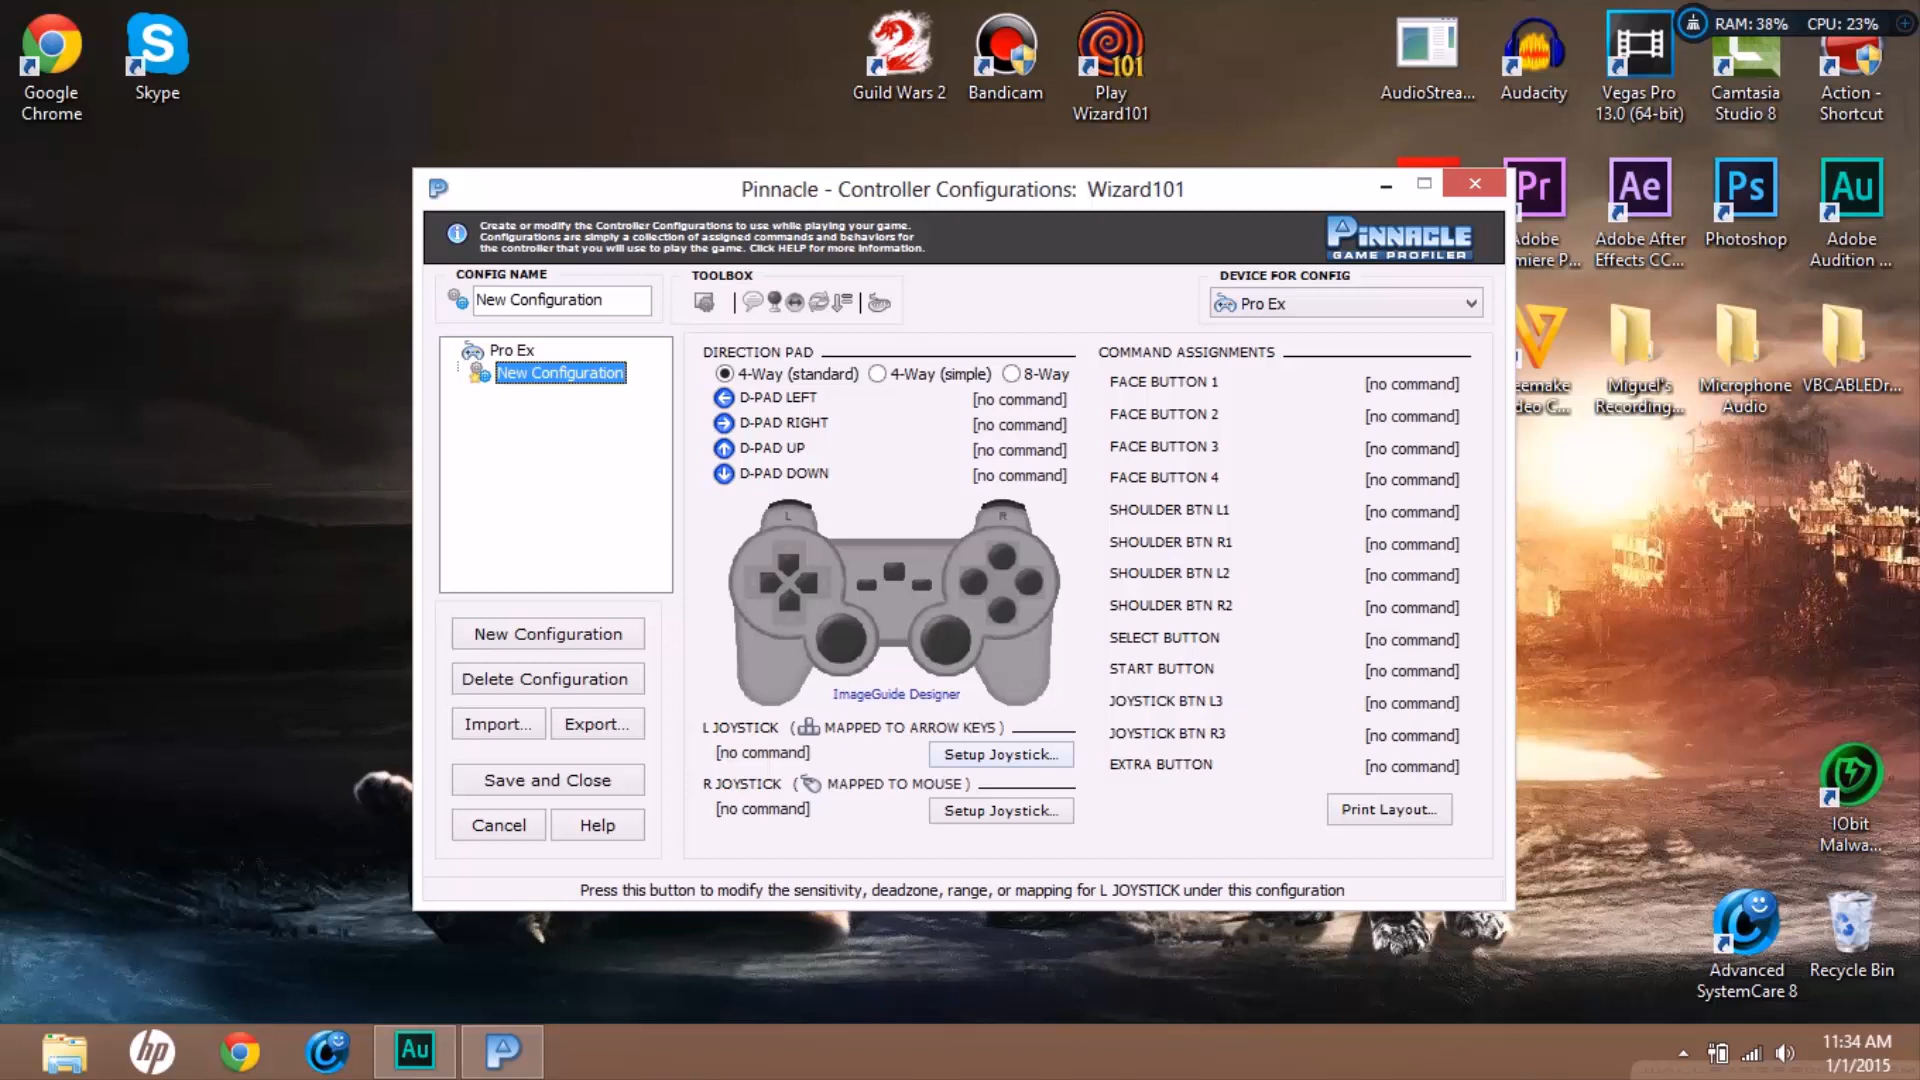 Google
Chrome
Skype
Guild Wars 2
Bandicam
Play
Wizard101
101
AudioStrea...
Audacity
Vegas Pro
13.0 (64-bit)
Camtasia
Studio 8
Action -
Shortcut
RAM: 38%
CPU: 23%
Pinnacle - Controller Configurations: Wizard101
Create or modify the Controller Configurations to use while playing your game.
Configurations are simply a collection of assigned commands and behaviors for
the controller that you will use to play the game. Click HELP for more information.
PINNACLE
GAME PROFILER
CONFIG NAME
New Configuration
TOOLBOX
DEVICE FOR CONFIG
Pro Ex
Pro Ex
New Configuration
DIRECTION PAD
4-Way (standard)
4-Way (simple)
8-Way
D-PAD LEFT [no command]
D-PAD RIGHT [no command]
D-PAD UP [no command]
D-PAD DOWN [no command]
L
R
ImageGuide Designer
L JOYSTICK ( MAPPED TO ARROW KEYS )
[no command]
Setup Joystick...
R JOYSTICK ( MAPPED TO MOUSE )
[no command]
Setup Joystick...
COMMAND ASSIGNMENTS
FACE BUTTON 1 [no command]
FACE BUTTON 2 [no command]
FACE BUTTON 3 [no command]
FACE BUTTON 4 [no command]
SHOULDER BTN L1 [no command]
SHOULDER BTN R1 [no command]
SHOULDER BTN L2 [no command]
SHOULDER BTN R2 [no command]
SELECT BUTTON [no command]
START BUTTON [no command]
JOYSTICK BTN L3 [no command]
JOYSTICK BTN R3 [no command]
EXTRA BUTTON [no command]
Print Layout...
New Configuration
Delete Configuration
Import...
Export...
Save and Close
Cancel
Help
Press this button to modify the sensitivity, deadzone, range, or mapping for L JOYSTICK under this configuration
Pr
Ae
Ps
Au
Adobe
miere P...
Adobe After
Effects CC...
Photoshop
Adobe
Audition ...
eemake
deo C...
Miguel's
Recording...
Microphone
Audio
VBCABLEDr...
IObit
Malwa...
Advanced
SystemCare 8
Recycle Bin
hp
Au
11:34 AM
1/1/2015